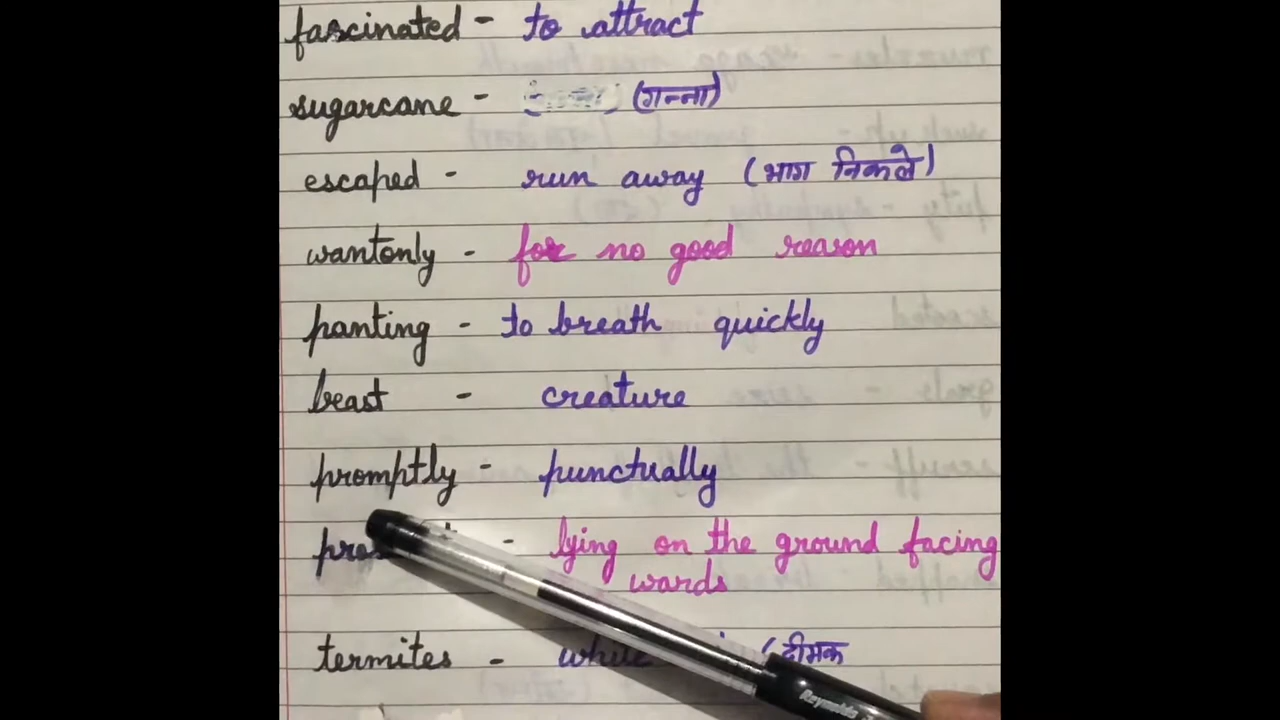 fascinated - to attract
sugarcane - (गन्ना)
escaped - run away (भाग निकले)
wantonly - for no good reason
panting - to breath quickly
beast - creature
promptly - punctually
- lying on the ground facing
wards
termites - (दीमक
Reynolds